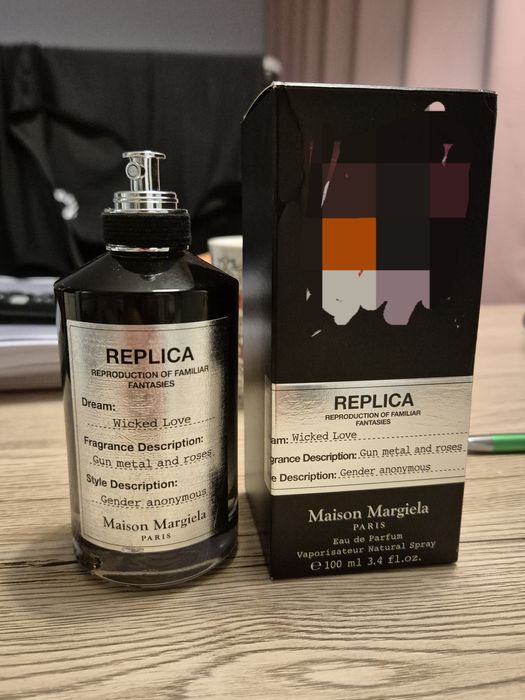 REPLICA
REPRODUCTION OF FAMILIAR
FANTASIES
Dream:
Wicked Love
Fragrance Description:
Gun metal and roses
Style Description:
Gender anonymous
Maison Margiela
PARIS
REPLICA
REPRODUCTION OF FAMILIAR
FANTASIES
am: Wicked Love
grance Description: Gun metal and roses
e Description: Gender anonymous
Maison Margiela
PARIS
Eau de Parfum
Vaporisateur Natural Spray
℮ 100 ml 3.4 fl.oz.